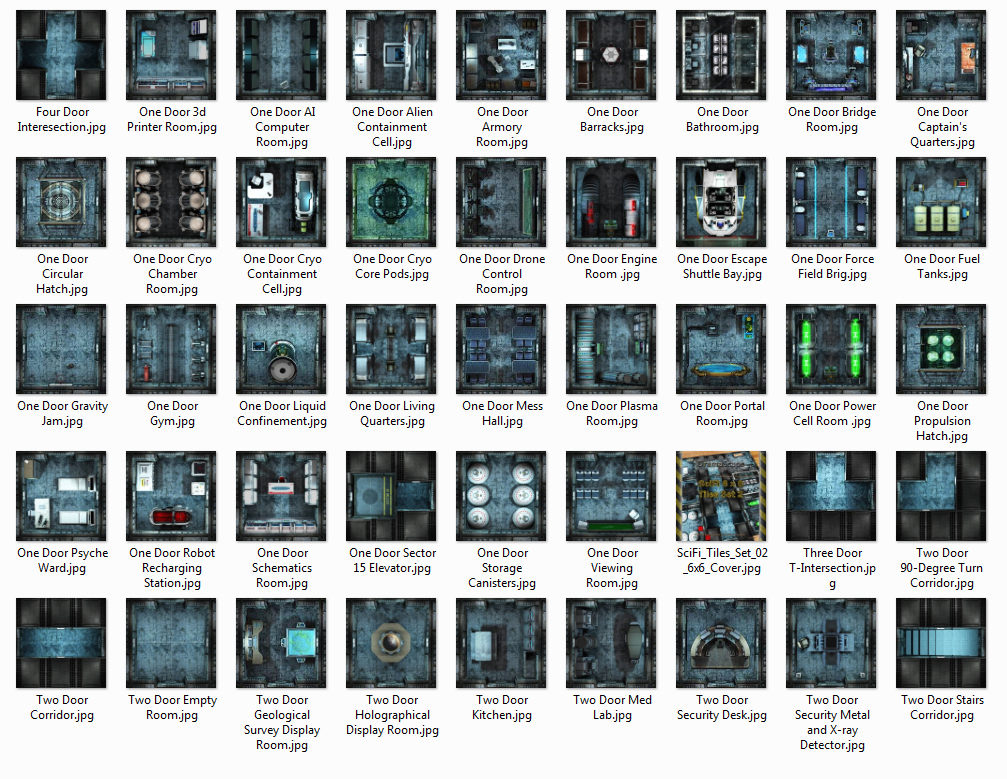 Four Door
Interesection.jpg
One Door 3d
Printer Room.jpg
One Door AI
Computer
Room.jpg
One Door Alien
Containment
Cell.jpg
One Door
Armory
Room.jpg
One Door
Barracks.jpg
One Door
Bathroom.jpg
One Door Bridge
Room.jpg
One Door
Captain's
Quarters.jpg
One Door
Circular
Hatch.jpg
One Door Cryo
Chamber
Room.jpg
One Door Cryo
Containment
Cell.jpg
One Door Cryo
Core Pods.jpg
One Door Drone
Control
Room.jpg
One Door Engine
Room .jpg
One Door Escape
Shuttle Bay.jpg
One Door Force
Field Brig.jpg
One Door Fuel
Tanks.jpg
One Door Gravity
Jam.jpg
One Door
Gym.jpg
One Door Liquid
Confinement.jpg
One Door Living
Quarters.jpg
One Door Mess
Hall.jpg
One Door Plasma
Room.jpg
One Door Portal
Room.jpg
One Door Power
Cell Room .jpg
One Door
Propulsion
Hatch.jpg
One Door Psyche
Ward.jpg
One Door Robot
Recharging
Station.jpg
One Door
Schematics
Room.jpg
One Door Sector
15 Elevator.jpg
One Door
Storage
Canisters.jpg
One Door
Viewing
Room.jpg
SciFi_Tiles_Set_02
_6x6_Cover.jpg
Three Door
T-Intersection.jp
g
Two Door
90-Degree Turn
Corridor.jpg
Two Door
Corridor.jpg
Two Door Empty
Room.jpg
Two Door
Geological
Survey Display
Room.jpg
Two Door
Holographical
Display Room.jpg
Two Door
Kitchen.jpg
Two Door Med
Lab.jpg
Two Door
Security Desk.jpg
Two Door
Security Metal
and X-ray
Detector.jpg
Two Door Stairs
Corridor.jpg